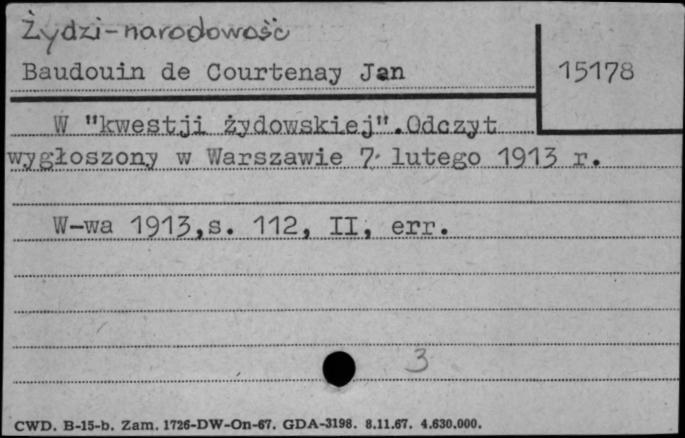 Żydzi-narodowość
Baudouin de Courtenay Jan
15178
W "kwestji żydowskiej".Odczyt
wygłoszony w Warszawie 7 lutego 1913 r.
W-wa 1913,s. 112, II, err.
3
CWD. B-15-b. Zam. 1726-DW-On-67. GDA-3198. 8.11.67. 4.630.000.